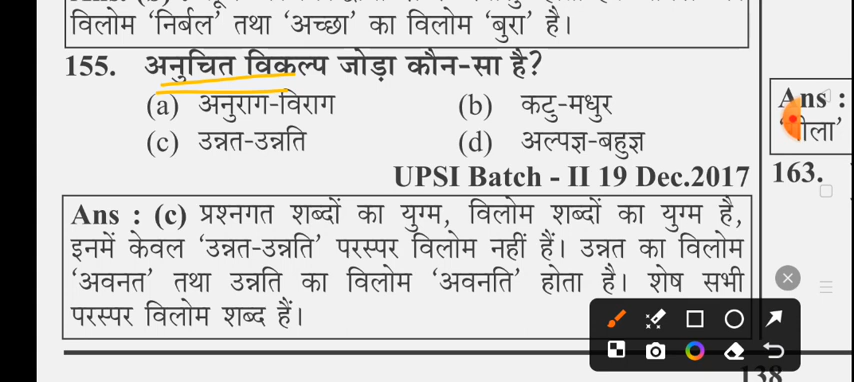 विलोम ‘निर्बल’ तथा ‘अच्छा’ का विलोम ‘बुरा’ है।
155. अनुचित विकल्प जोड़ा कौन-सा है?
(a) अनुराग-विराग (b) कटु-मधुर
(c) उन्नत-उन्नति (d) अल्पज्ञ-बहुज्ञ
UPSI Batch - II 19 Dec.2017
Ans : (c) प्रश्नगत शब्दों का युग्म, विलोम शब्दों का युग्म है,
इनमें केवल ‘उन्नत-उन्नति’ परस्पर विलोम नहीं हैं। उन्नत का विलोम
‘अवनत’ तथा उन्नति का विलोम ‘अवनति’ होता है। शेष सभी
परस्पर विलोम शब्द हैं।
Ans :
163.
138